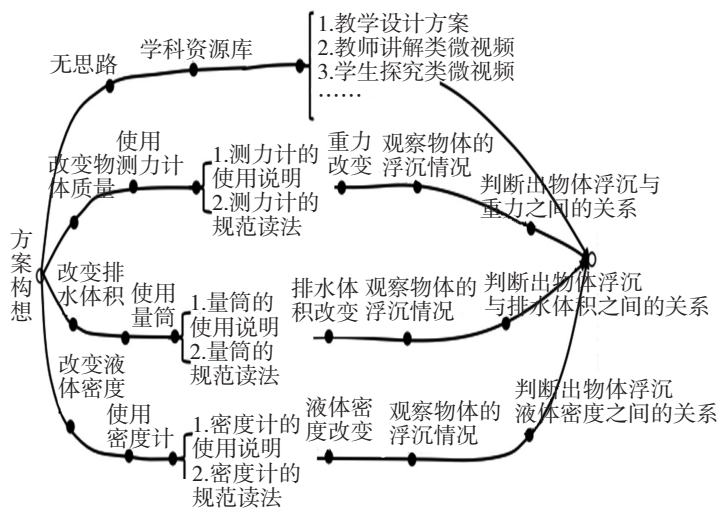 无思路
学科资源库
1.教学设计方案
2.教师讲解类微视频
3.学生探究类微视频
……
改变物
体质量
使用
测力计
1.测力计的
使用说明
2.测力计的
规范读法
重力
改变
观察物体的
浮沉情况
判断出物体浮沉与
重力之间的关系
方案构想
改变排
水体积
使用
量筒
1.量筒的
使用说明
2.量筒的
规范读法
排水体
积改变
观察物体的
浮沉情况
判断出物体浮沉
与排水体积之间的关系
改变液
体密度
使用
密度计
1.密度计的
使用说明
2.密度计的
规范读法
液体密
度改变
观察物体的
浮沉情况
判断出物体浮沉
液体密度之间的关系